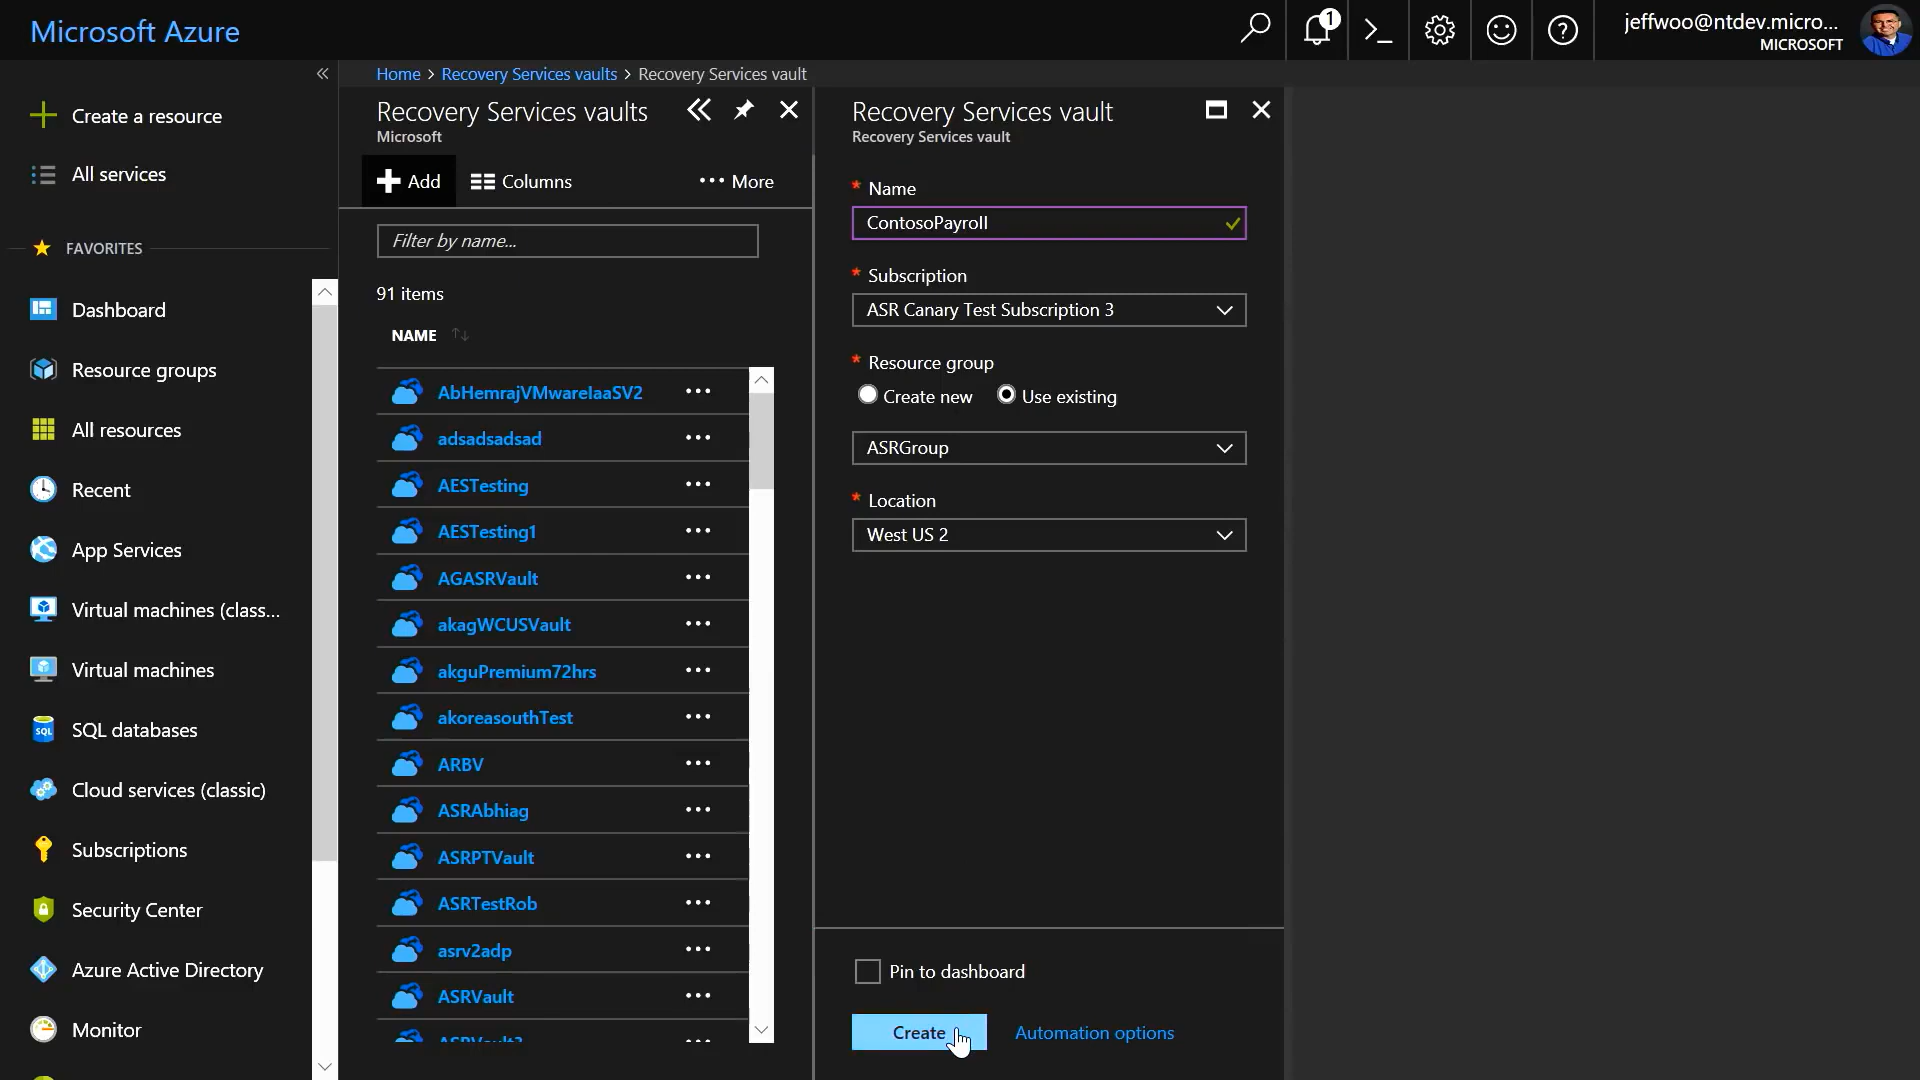 Microsoft Azure
1
jeffwoo@ntdev.micro...
MICROSOFT
Home > Recovery Services vaults > Recovery Services vault
Create a resource
All services
FAVORITES
Dashboard
Resource groups
All resources
Recent
App Services
Virtual machines (class...
Virtual machines
SQL databases
Cloud services (classic)
Subscriptions
Security Center
Azure Active Directory
Monitor
Recovery Services vaults
Microsoft
Add
Columns
More
Filter by name...
91 items
NAME
AbHemrajVMwareIaaSV2
adsadsadsad
AESTesting
AESTesting1
AGASRVault
akagWCUSVault
akguPremium72hrs
akoreasouthTest
ARBV
ASRAbhiag
ASRPTVault
ASRTestRob
asrv2adp
ASRVault
Recovery Services vault
Recovery Services vault
* Name
ContosoPayroll
* Subscription
ASR Canary Test Subscription 3
* Resource group
Create new Use existing
ASRGroup
* Location
West US 2
Pin to dashboard
Create
Automation options